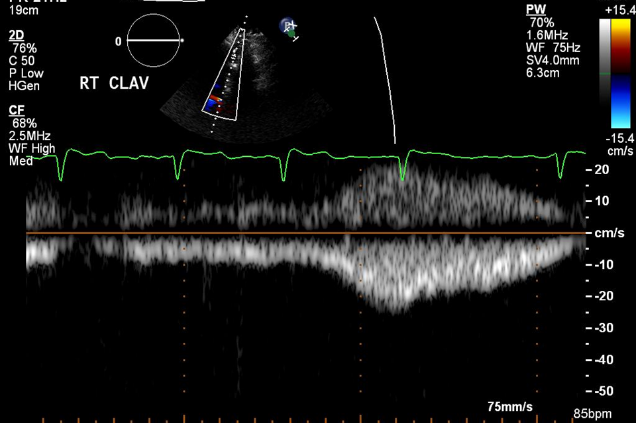 19cm
2D
76%
C 50
P Low
HGen
CF
68%
2.5MHz
WF High
Med
0
RT CLAV
PW
70%
1.6MHz
WF 75Hz
SV4.0mm
6.3cm
+15.4
-15.4
cm/s
20
10
cm/s
-10
-20
-30
-40
-50
75mm/s
85bpm